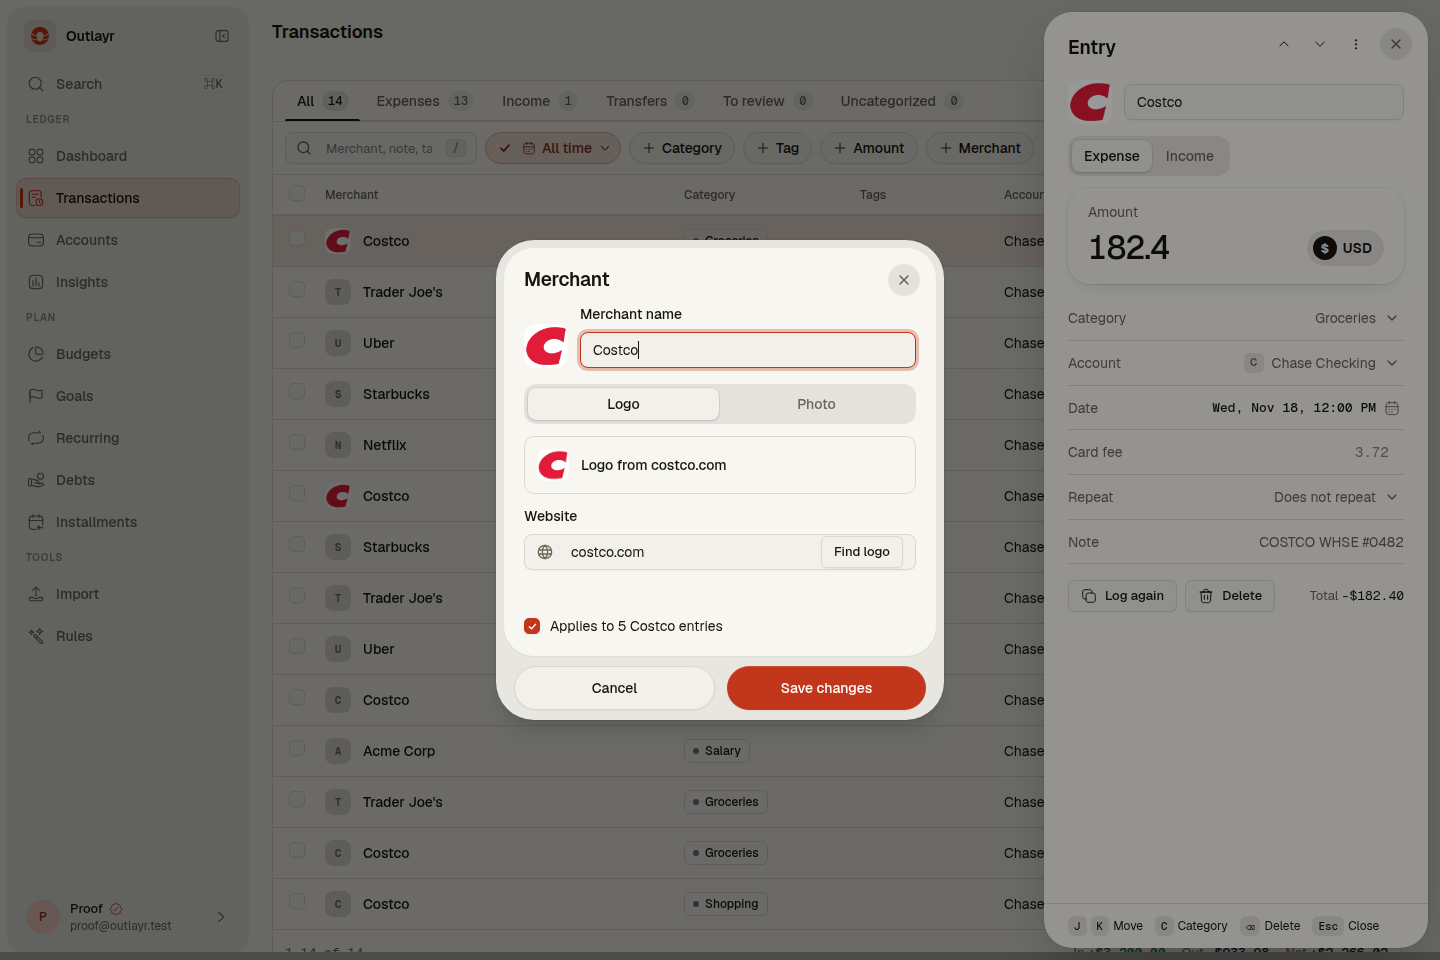 Outlayr
Search
⌘K
LEDGER
Dashboard
Transactions
Accounts
Insights
PLAN
Budgets
Goals
Recurring
Debts
Installments
TOOLS
Import
Rules
P
Proof
proof@outlayr.test
Transactions
All 14
Expenses 13
Income 1
Transfers 0
To review 0
Uncategorized 0
Merchant, note, ta /
All time
+ Category
+ Tag
+ Amount
+ Merchant
Merchant Category Tags Accour
Costco Groceries Chase
T Trader Joe's Chase
U Uber Chase
S Starbucks Chase
N Netflix Chase
Costco Chase
S Starbucks Chase
T Trader Joe's Chase
U Uber Chase
C Costco Chase
A Acme Corp Salary Chase
T Trader Joe's Groceries Chase
C Costco Groceries Chase
C Costco Shopping Chase
1-14 of 14
Merchant
Merchant name
Costco
Logo
Photo
Logo from costco.com
Website
costco.com
Find logo
Applies to 5 Costco entries
Cancel
Save changes
Entry
Costco
Expense
Income
Amount
182.4
$ USD
Category Groceries
Account C Chase Checking
Date Wed, Nov 18, 12:00 PM
Card fee 3.72
Repeat Does not repeat
Note COSTCO WHSE #0482
Log again
Delete
Total -$182.40
J K Move C Category Delete Esc Close